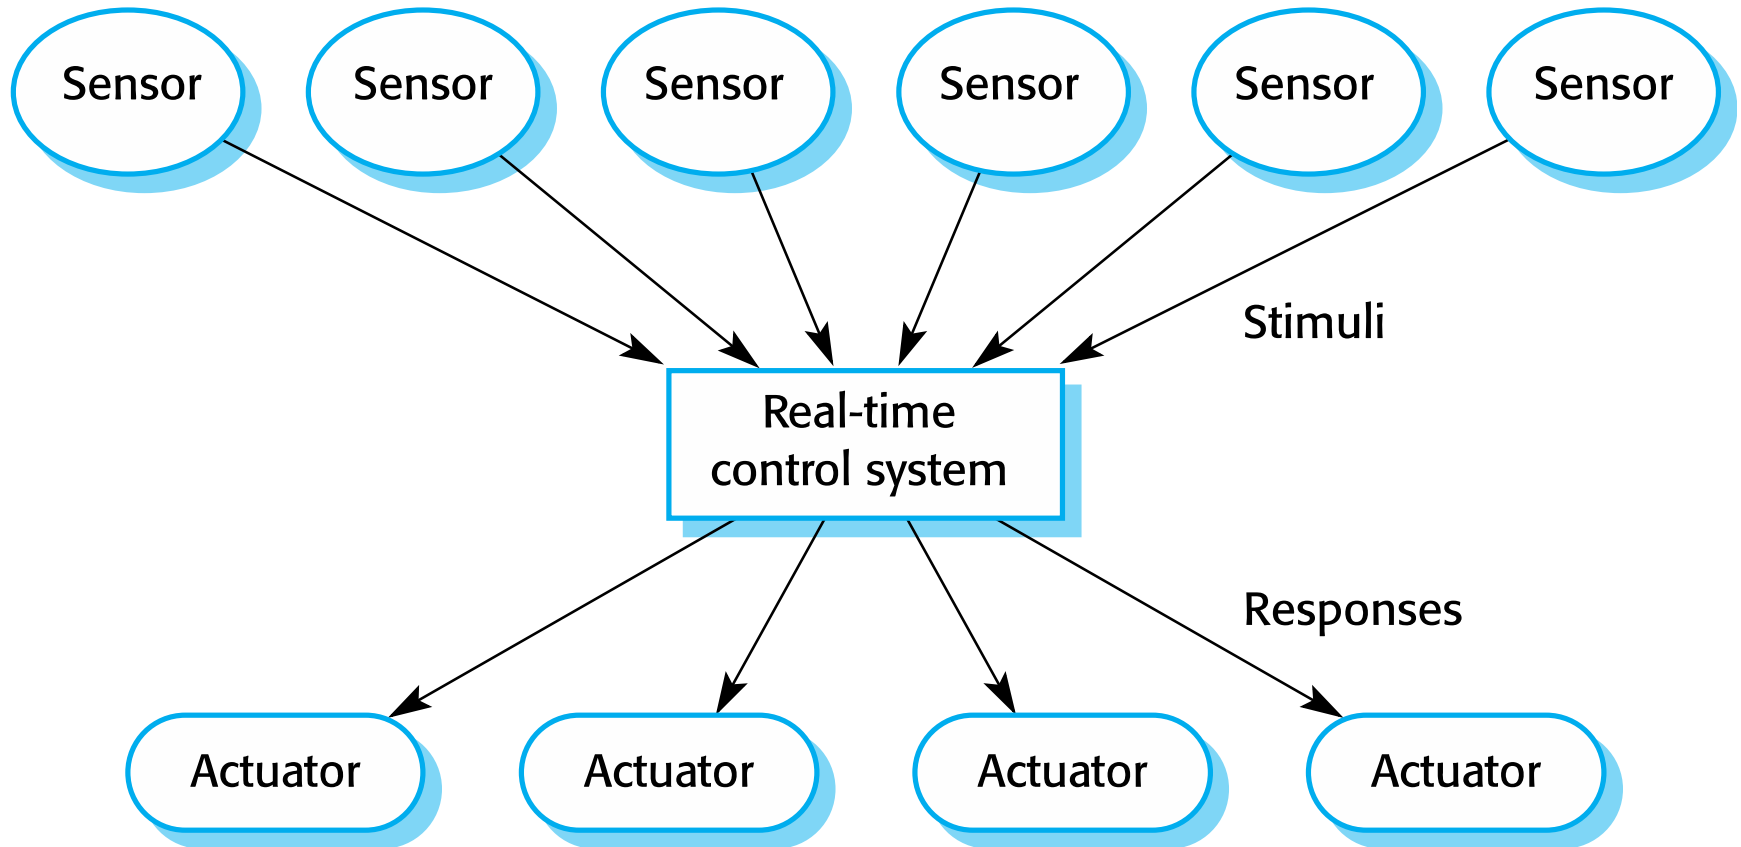 Sensor
Sensor
Sensor
Sensor
Sensor
Sensor
Stimuli
Real-time
control system
Responses
Actuator
Actuator
Actuator
Actuator